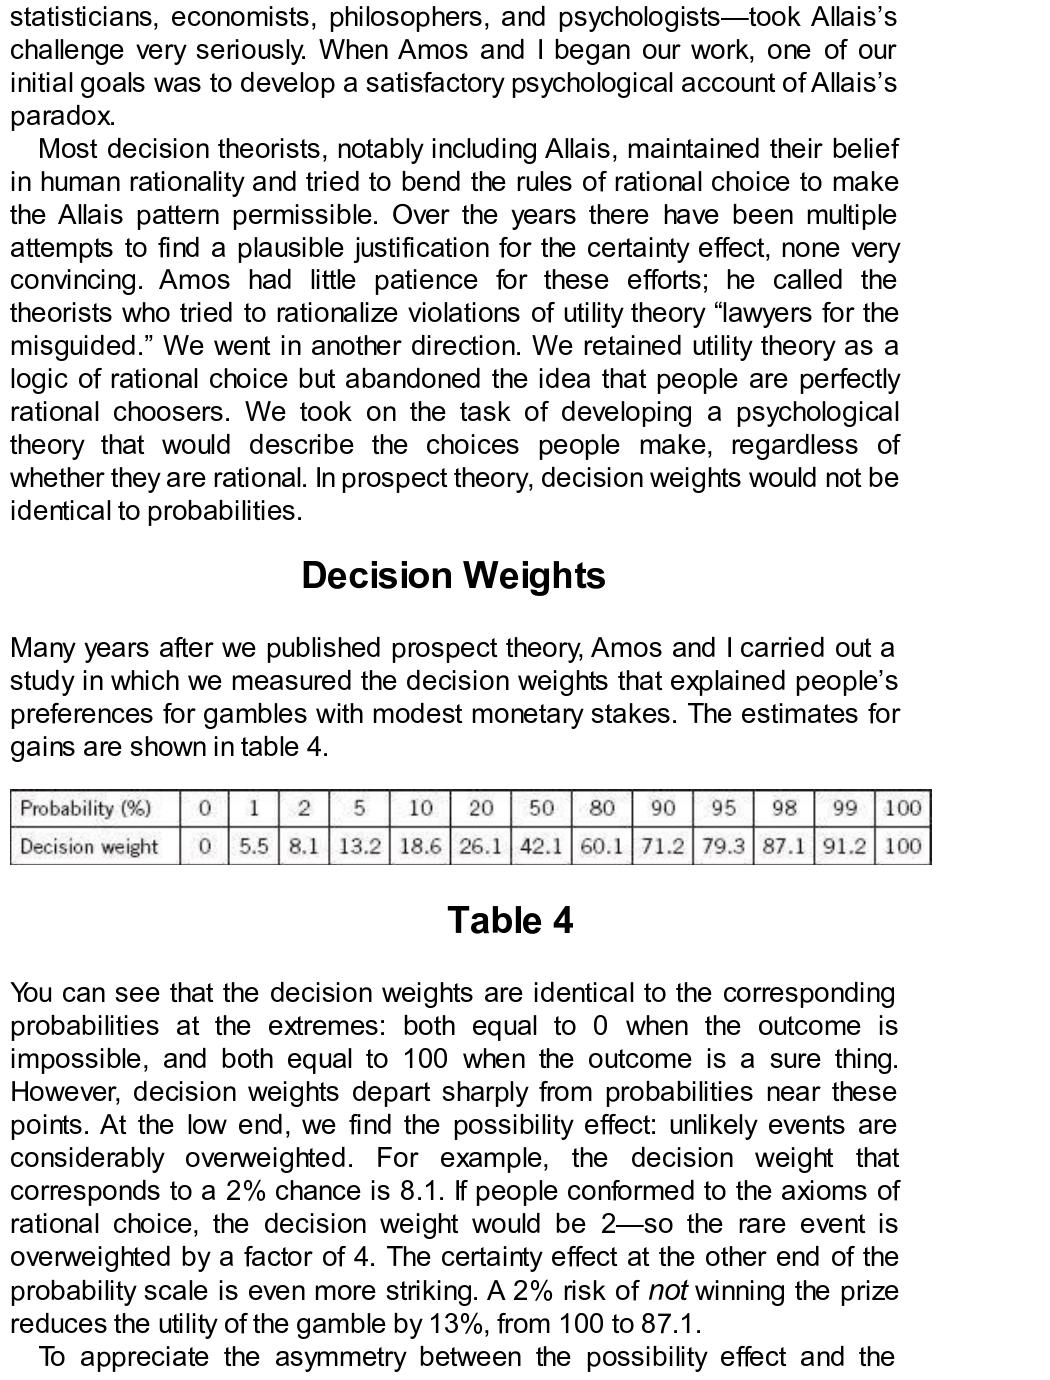 statisticians, economists, philosophers, and psychologists—took Allais’s
challenge very seriously. When Amos and I began our work, one of our
initial goals was to develop a satisfactory psychological account of Allais’s
paradox.
Most decision theorists, notably including Allais, maintained their belief
in human rationality and tried to bend the rules of rational choice to make
the Allais pattern permissible. Over the years there have been multiple
attempts to find a plausible justification for the certainty effect, none very
convincing. Amos had little patience for these efforts; he called the
theorists who tried to rationalize violations of utility theory “lawyers for the
misguided.” We went in another direction. We retained utility theory as a
logic of rational choice but abandoned the idea that people are perfectly
rational choosers. We took on the task of developing a psychological
theory that would describe the choices people make, regardless of
whether they are rational. In prospect theory, decision weights would not be
identical to probabilities.
Decision Weights
Many years after we published prospect theory, Amos and I carried out a
study in which we measured the decision weights that explained people’s
preferences for gambles with modest monetary stakes. The estimates for
gains are shown in table 4.
Probability (%) 0 1 2 5 10 20 50 80 90 95 98 99 100
Decision weight 0 5.5 8.1 13.2 18.6 26.1 42.1 60.1 71.2 79.3 87.1 91.2 100
Table 4
You can see that the decision weights are identical to the corresponding
probabilities at the extremes: both equal to 0 when the outcome is
impossible, and both equal to 100 when the outcome is a sure thing.
However, decision weights depart sharply from probabilities near these
points. At the low end, we find the possibility effect: unlikely events are
considerably overweighted. For example, the decision weight that
corresponds to a 2% chance is 8.1. If people conformed to the axioms of
rational choice, the decision weight would be 2—so the rare event is
overweighted by a factor of 4. The certainty effect at the other end of the
probability scale is even more striking. A 2% risk of not winning the prize
reduces the utility of the gamble by 13%, from 100 to 87.1.
To appreciate the asymmetry between the possibility effect and the